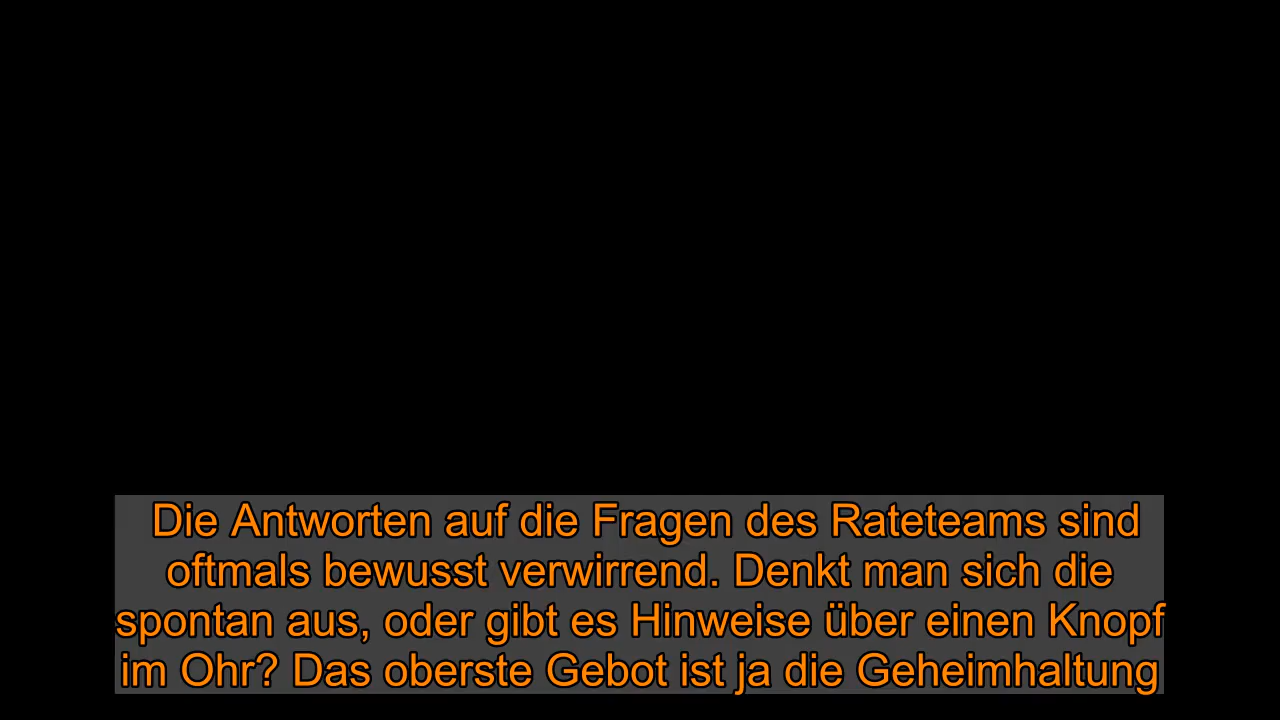 Die Antworten auf die Fragen des Rateteams sind
oftmals bewusst verwirrend. Denkt man sich die
spontan aus, oder gibt es Hinweise über einen Knopf
im Ohr? Das oberste Gebot ist ja die Geheimhaltung